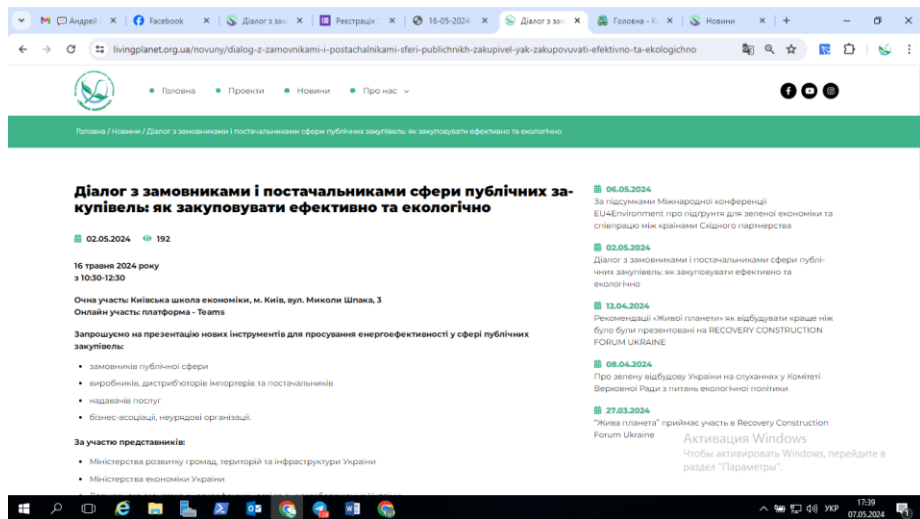 Андрей
Facebook
Діалог з зам
Реєстрація
16-05-2024
Діалог з зам
Головна - К
Новини
livingplanet.org.ua/novuny/dialog-z-zamovnikami-i-postachalnikami-sferi-publichnikh-zakupivel-yak-zakupovuvati-efektivno-ta-ekologichno
Головна
Проекти
Новини
Про нас
Головна / Новини / Діалог з замовниками і постачальниками сфери публічних закупівель: як закуповувати ефективно та екологічно
Діалог з замовниками і постачальниками сфери публічних за-
купівель: як закуповувати ефективно та екологічно
02.05.2024 192
16 травня 2024 року
з 10:30-12:30
Очна участь: Київська школа економіки, м. Київ, вул. Миколи Шпака, 3
Онлайн участь: платформа - Teams
Запрошуємо на презентацію нових інструментів для просування енергоефективності у сфері публічних
закупівель:
• замовників публічної сфери
• виробників, дистриб'юторів імпортерів та постачальників
• надавачів послуг
• бізнес-асоціації, неурядові організації.
За участю представників:
• Міністерства розвитку громад, територій та інфраструктури України
• Міністерства економіки України
06.05.2024
За підсумками Міжнародної конференції
EU4Environment про підґрунтя для зеленої економіки та
співпрацю між країнами Східного партнерства
02.05.2024
Діалог з замовниками і постачальниками сфери публі-
чних закупівель: як закуповувати ефективно та
екологічно
12.04.2024
Рекомендації «Живої планети» як відбудувати краще ніж
було були презентовані на RECOVERY CONSTRUCTION
FORUM UKRAINE
08.04.2024
Про зелену відбудову України на слуханнях у Комітеті
Верховної Ради з питань екологічної політики
27.03.2024
"Жива планета" приймає участь в Recovery Construction
Forum Ukraine
Активация Windows
Чтобы активировать Windows, перейдите в
раздел "Параметры".
УКР
17:39
07.05.2024